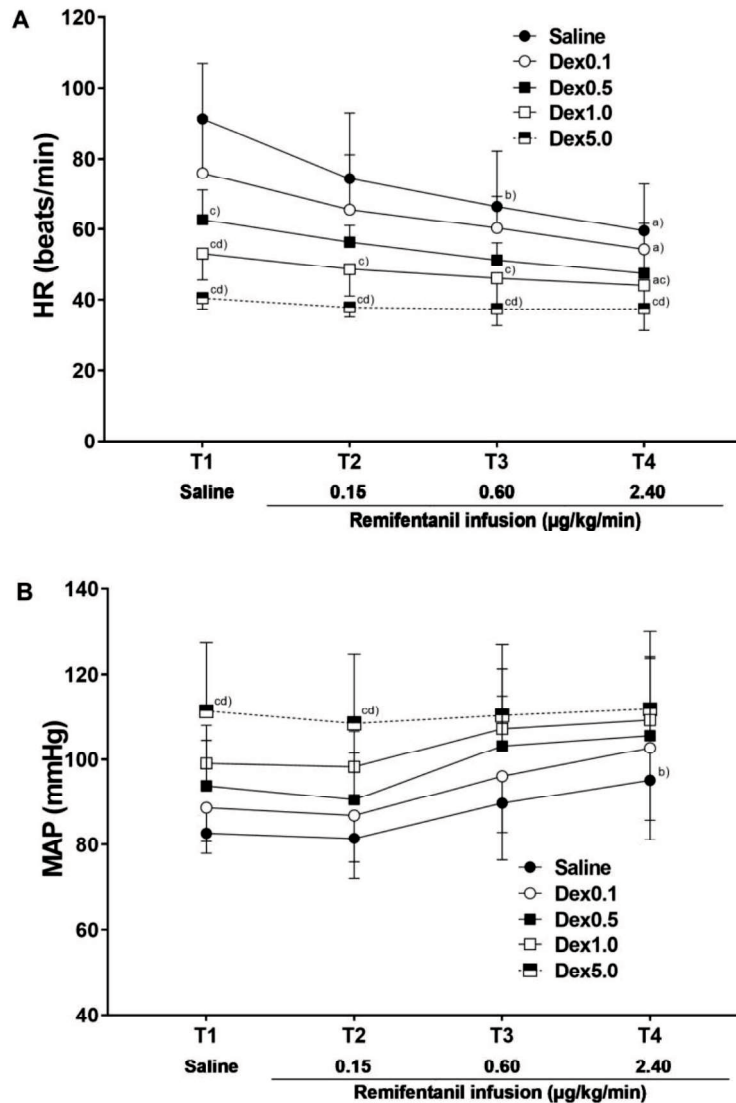 A
120
100
80
60
40
20
0
HR (beats/min)
Saline
Dex0.1
Dex0.5
Dex1.0
Dex5.0
c)
cd)
cd)
c)
cd)
b)
c)
cd)
a)
a)
ac)
cd)
T1 T2 T3 T4
Saline 0.15 0.60 2.40
Remifentanil infusion (µg/kg/min)
B
140
120
100
80
60
40
MAP (mmHg)
cd)
cd)
b)
Saline
Dex0.1
Dex0.5
Dex1.0
Dex5.0
T1 T2 T3 T4
Saline 0.15 0.60 2.40
Remifentanil infusion (µg/kg/min)